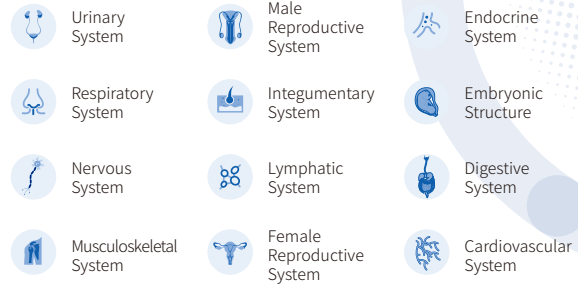 Urinary
System
Male
Reproductive
System
Endocrine
System
Respiratory
System
Integumentary
System
Embryonic
Structure
Nervous
System
Lymphatic
System
Digestive
System
Musculoskeletal
System
Female
Reproductive
System
Cardiovascular
System